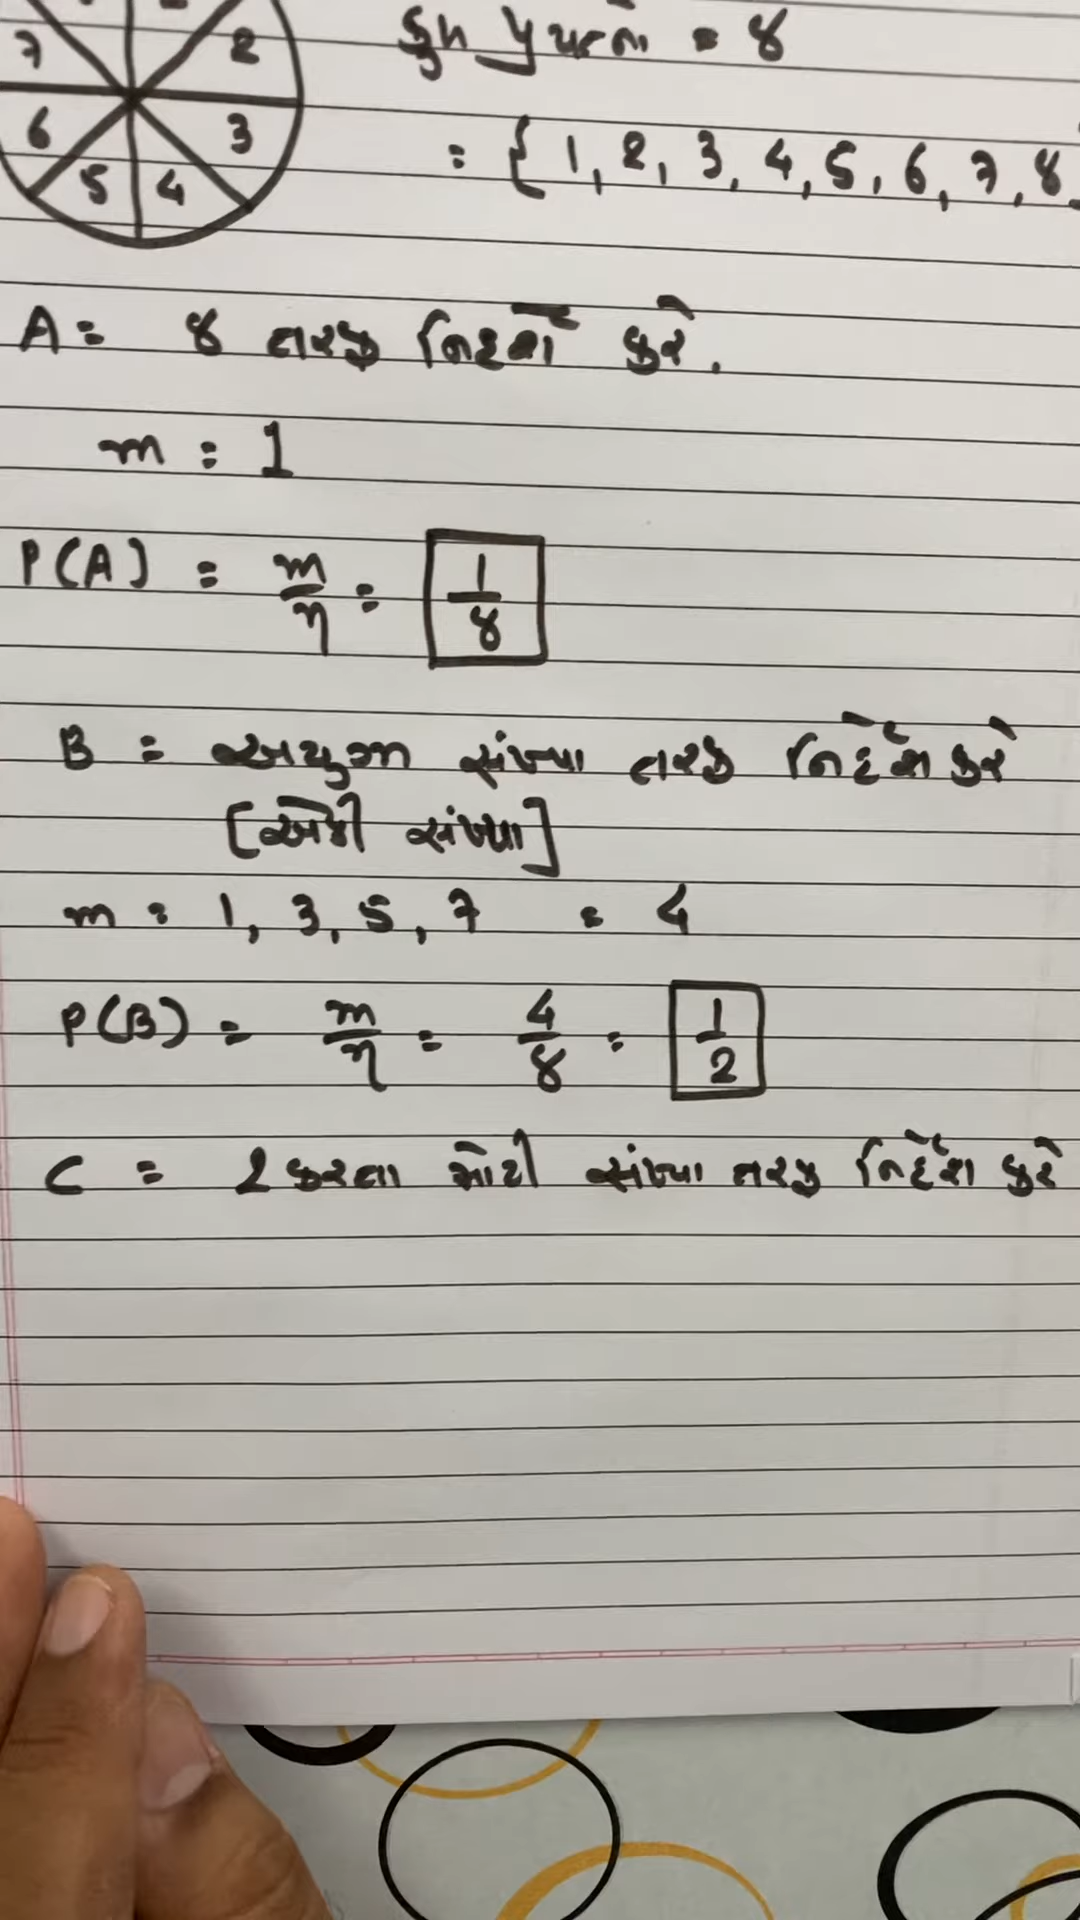 7 2
6 3
5 4
કુલ પ્રયત્નો = 8
= { 1, 2, 3, 4, 5, 6, 7, 8
A = 8 તરફ નિર્દેશ કરે.
m = 1
P(A) = m/n = 1/8
B = અયુગ્મ સંખ્યા તરફ નિર્દેશ કરે
[એકી સંખ્યા]
m = 1, 3, 5, 7 = 4
P(B) = m/n = 4/8 = 1/2
C = 2 કરતા મોટી સંખ્યા તરફ નિર્દેશ કરે